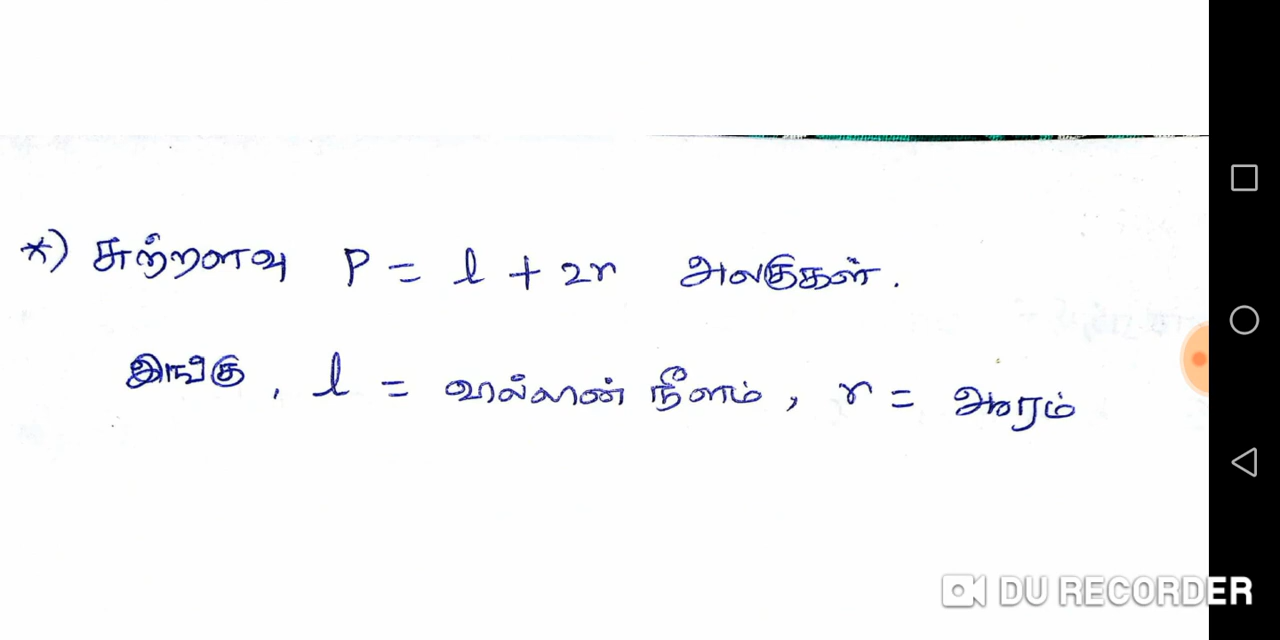 *) சுற்றளவு P = l + 2r அலகுகள்.
இங்கு, l = வில்லின் நீளம், r = ஆரம்
DU RECORDER